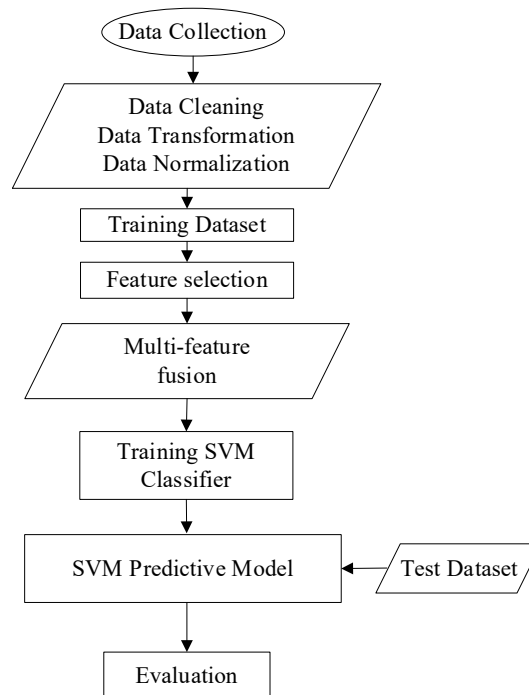 Data Collection
Data Cleaning
Data Transformation
Data Normalization
Training Dataset
Feature selection
Multi-feature
fusion
Training SVM
Classifier
SVM Predictive Model
Test Dataset
Evaluation